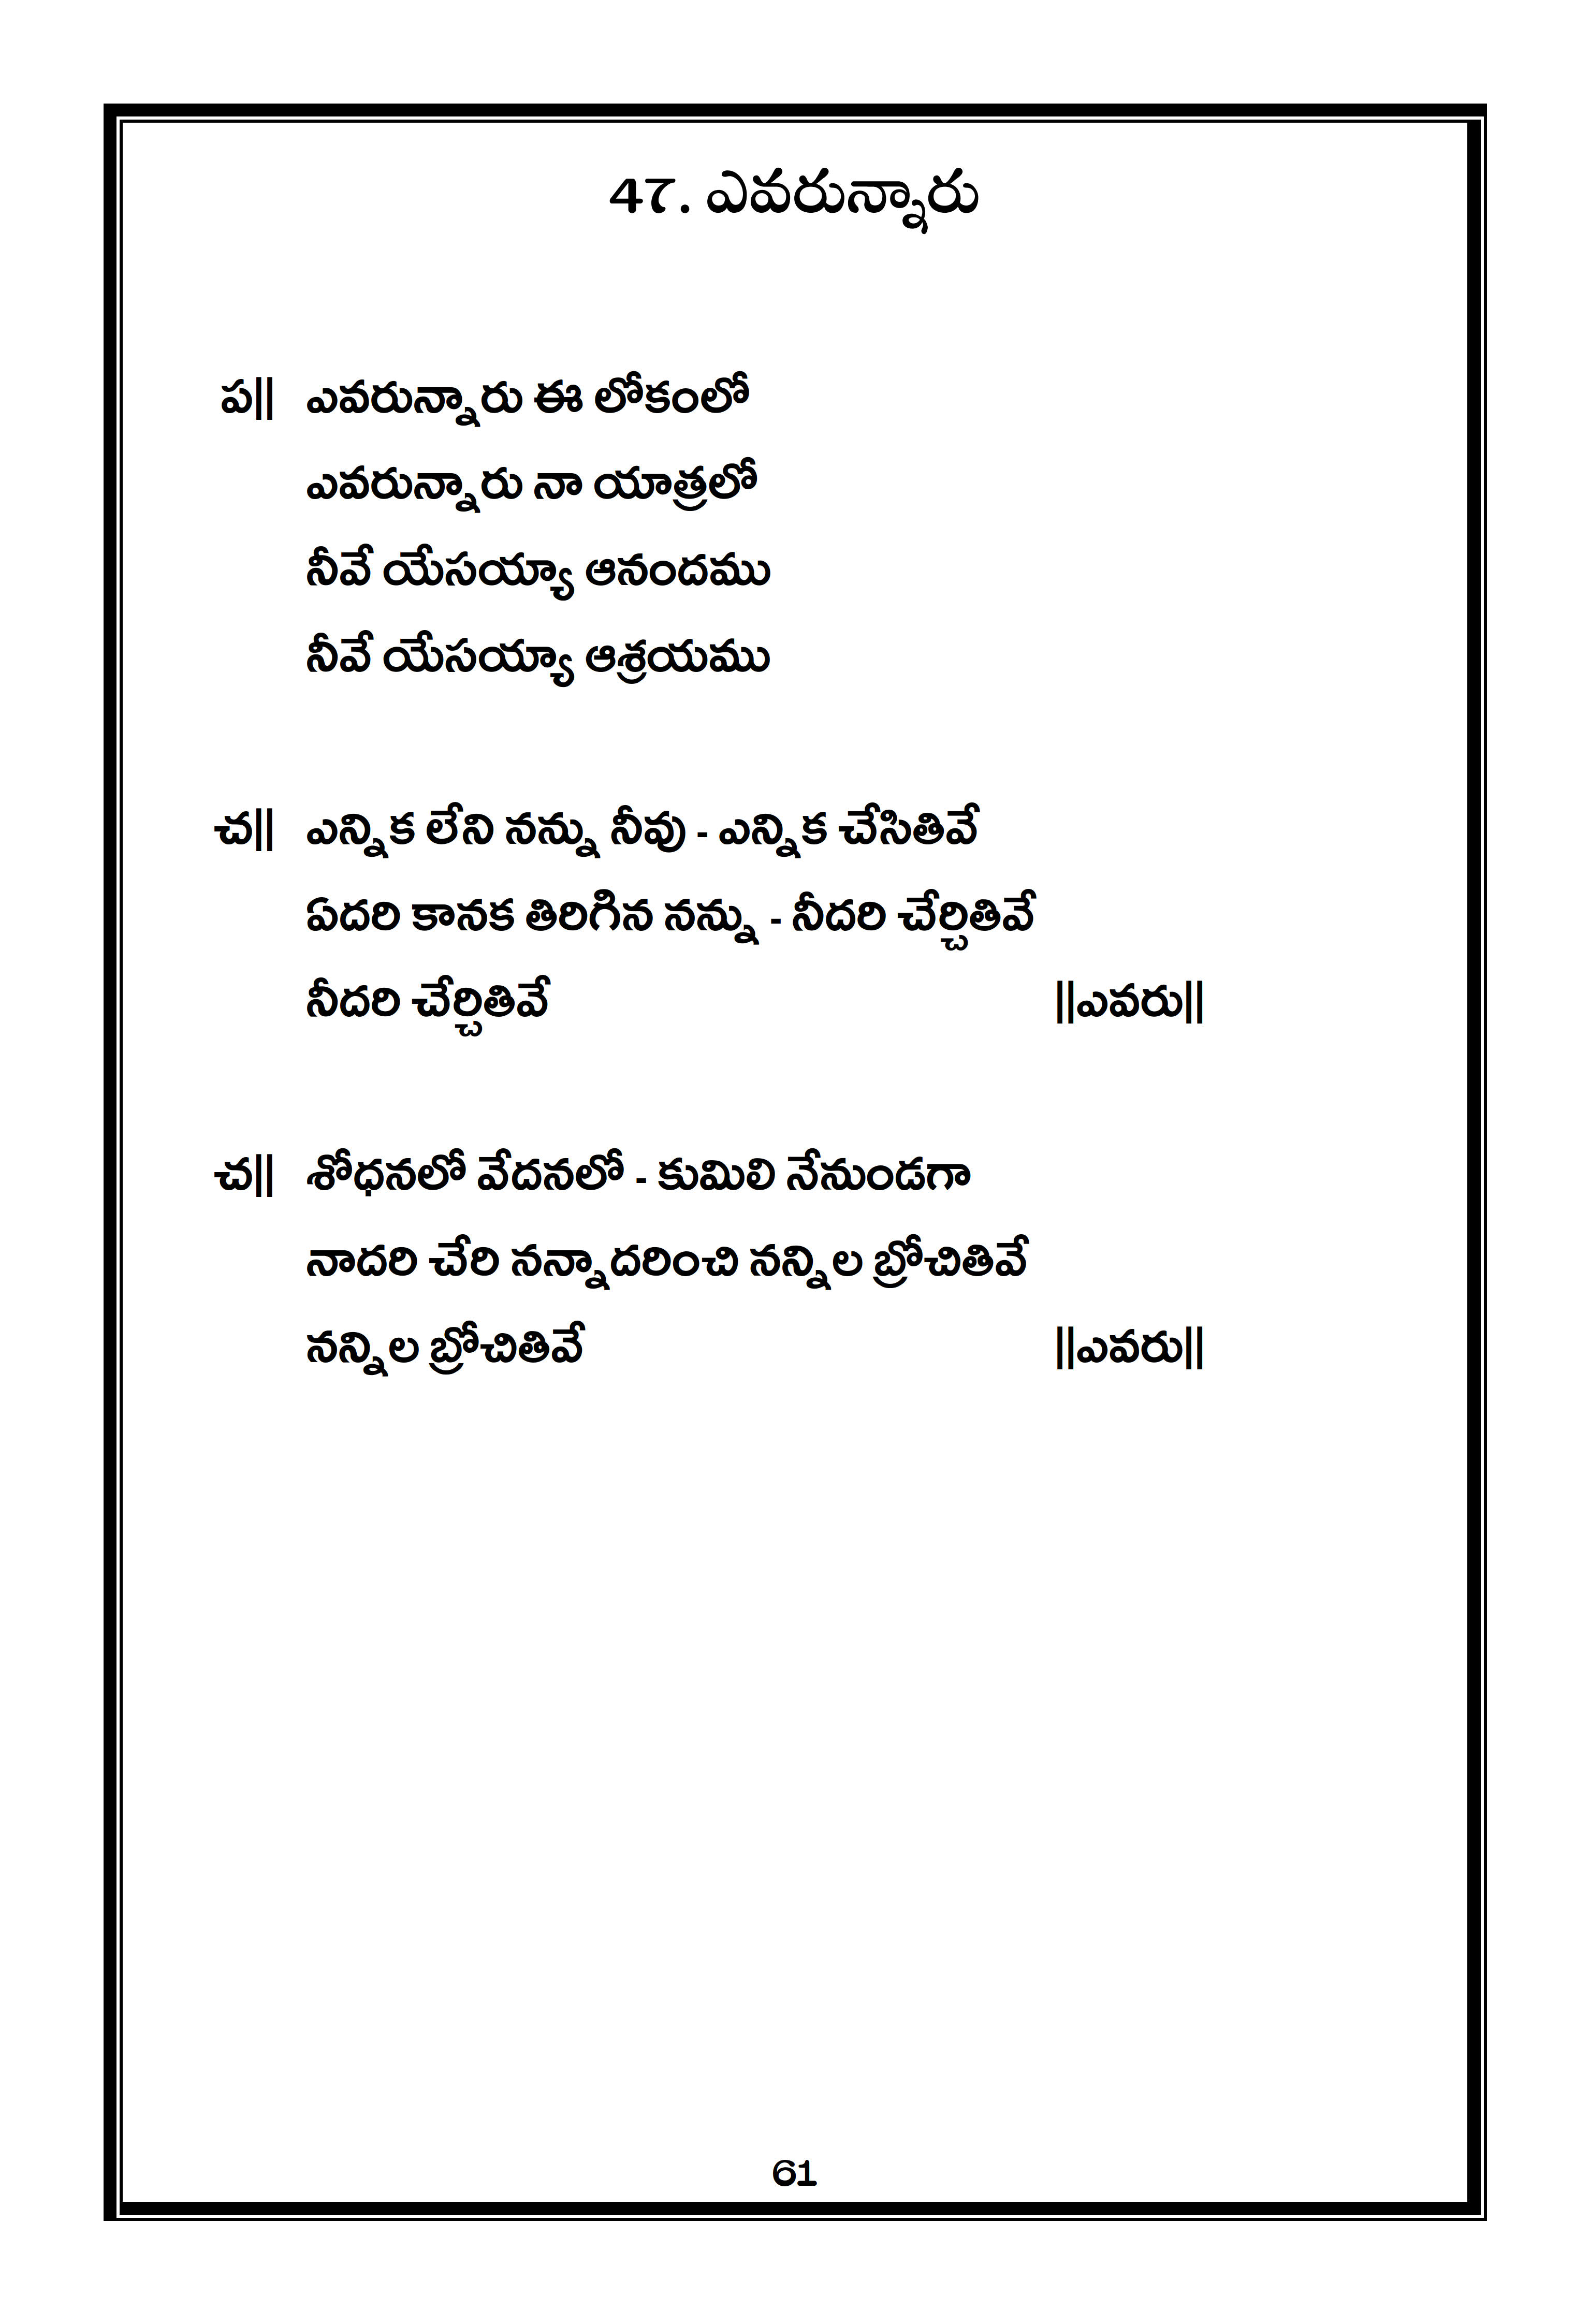 47. ఎవరున్నారు
ప|| ఎవరున్నారు ఈ లోకంలో
ఎవరున్నారు నా యాత్రలో
నీవే యేసయ్యా ఆనందము
నీవే యేసయ్యా ఆశ్రయము
చ|| ఎన్నిక లేని నన్ను నీవు - ఎన్నిక చేసితివే
ఏదరి కానక తిరిగిన నన్ను - నీదరి చేర్చితివే
నీదరి చేర్చితివే ||ఎవరు||
చ|| శోధనలో వేదనలో - కుమిలి నేనుండగా
నాదరి చేరి నన్నాదరించి నన్నిల బ్రోచితివే
నన్నిల బ్రోచితివే ||ఎవరు||
61